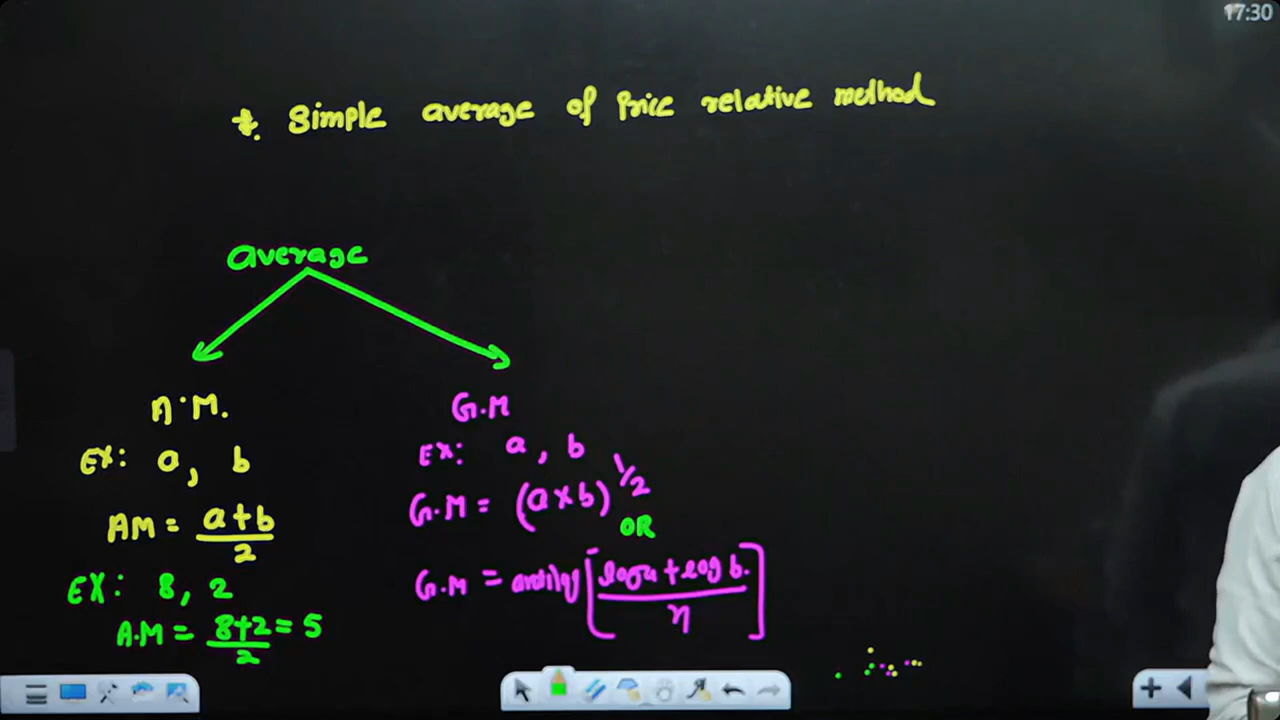 17:30
*. Simple average of Price relative method
average
A.M.
EX: a, b
AM = a+b/2
EX: 8, 2
A.M = 8+2/2 = 5
G.M
EX: a, b
G.M = (a×b)^1/2
OR
G.M = antilog [log a + log b./n]